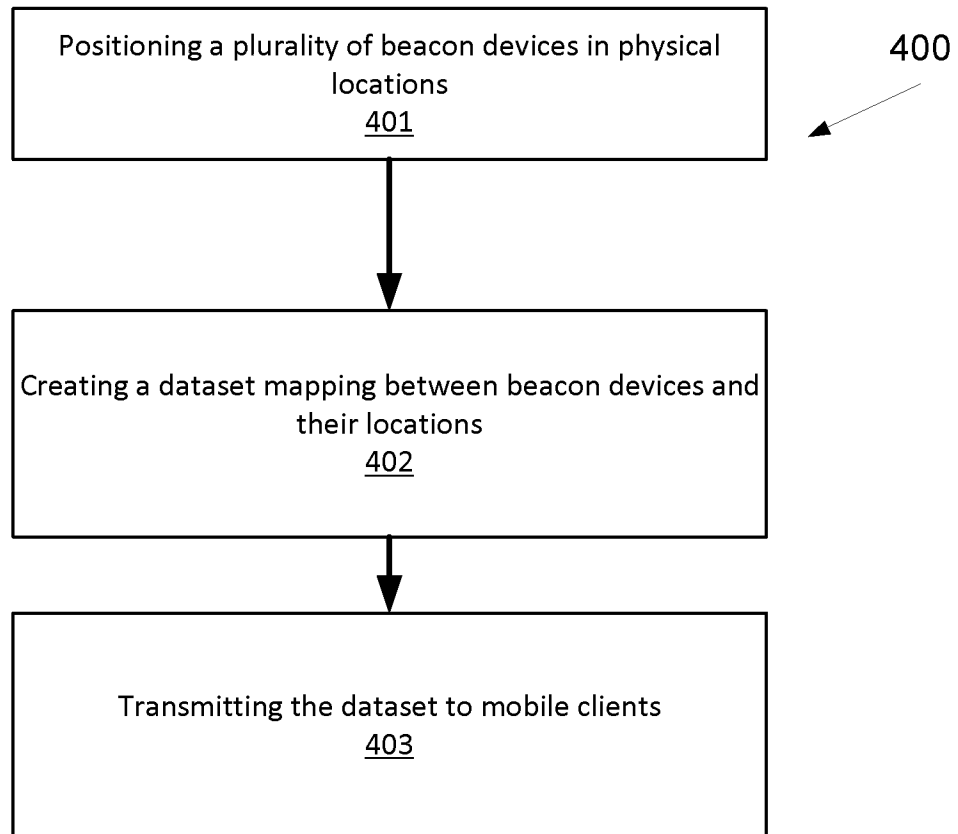 Positioning a plurality of beacon devices in physical
locations
401
400
Creating a dataset mapping between beacon devices and
their locations
402
Transmitting the dataset to mobile clients
403